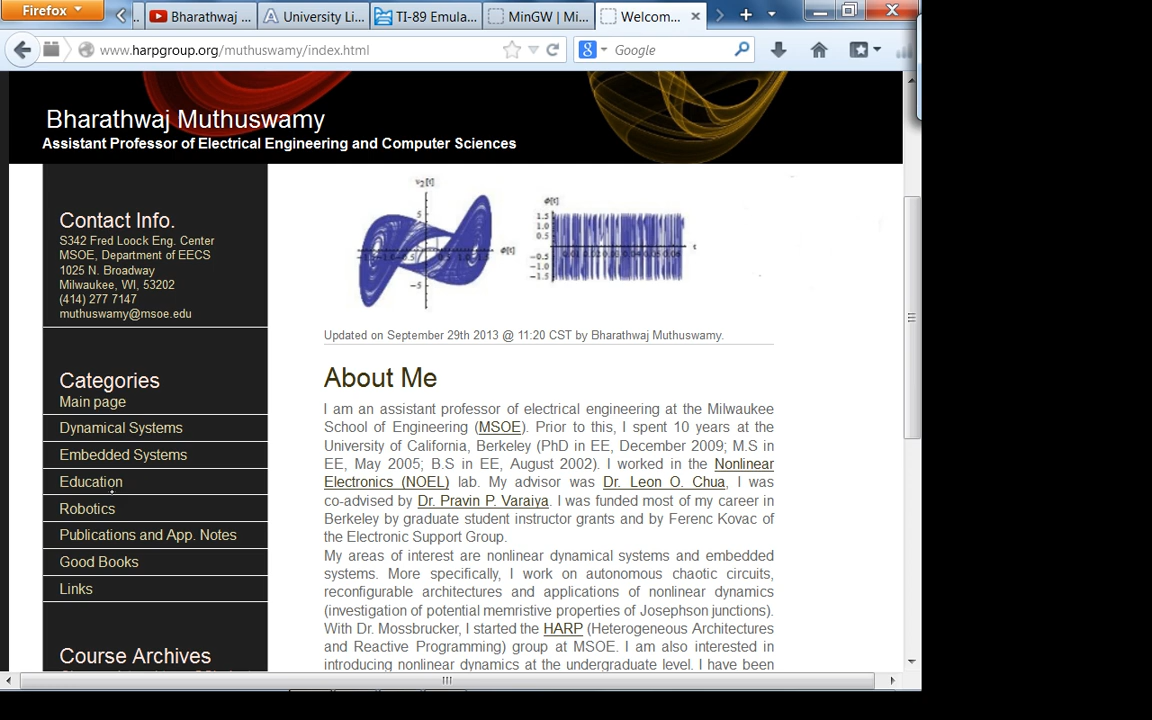 Firefox
Bharathwaj ...
University Li...
TI-89 Emula...
MinGW | Mi...
Welcom...
www.harpgroup.org/muthuswamy/index.html
Google
Bharathwaj Muthuswamy
Assistant Professor of Electrical Engineering and Computer Sciences
Contact Info.
S342 Fred Loock Eng. Center
MSOE, Department of EECS
1025 N. Broadway
Milwaukee, WI, 53202
(414) 277 7147
muthuswamy@msoe.edu
Categories
Main page
Dynamical Systems
Embedded Systems
Education
Robotics
Publications and App. Notes
Good Books
Links
Course Archives
Updated on September 29th 2013 @ 11:20 CST by Bharathwaj Muthuswamy.
About Me
I am an assistant professor of electrical engineering at the Milwaukee
School of Engineering (MSOE). Prior to this, I spent 10 years at the
University of California, Berkeley (PhD in EE, December 2009; M.S in
EE, May 2005; B.S in EE, August 2002). I worked in the Nonlinear
Electronics (NOEL) lab. My advisor was Dr. Leon O. Chua, I was
co-advised by Dr. Pravin P. Varaiya. I was funded most of my career in
Berkeley by graduate student instructor grants and by Ferenc Kovac of
the Electronic Support Group.
My areas of interest are nonlinear dynamical systems and embedded
systems. More specifically, I work on autonomous chaotic circuits,
reconfigurable architectures and applications of nonlinear dynamics
(investigation of potential memristive properties of Josephson junctions).
With Dr. Mossbrucker, I started the HARP (Heterogeneous Architectures
and Reactive Programming) group at MSOE. I am also interested in
introducing nonlinear dynamics at the undergraduate level. I have been